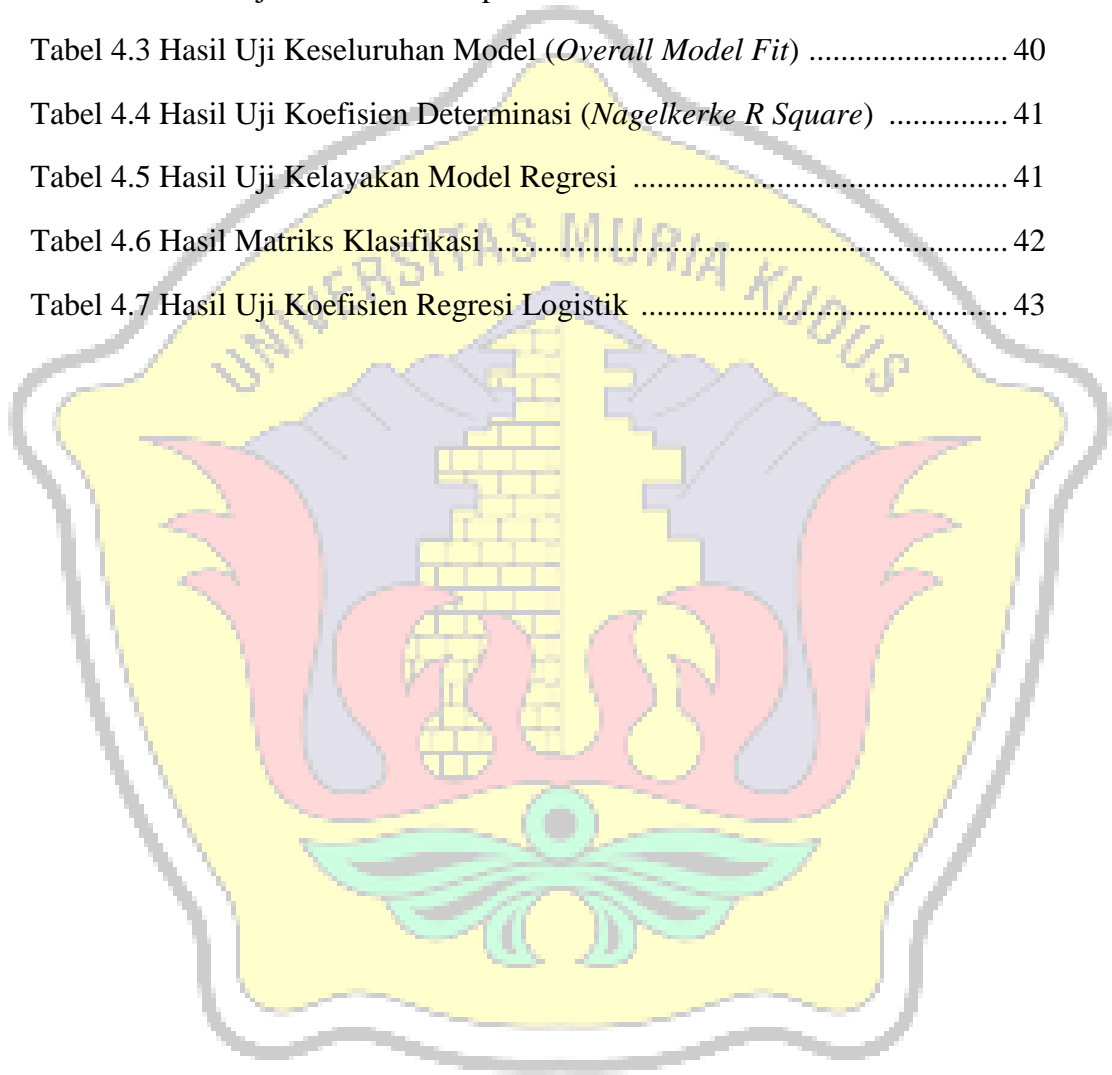 Tabel 4.3 Hasil Uji Keseluruhan Model (Overall Model Fit) ........................ 40
Tabel 4.4 Hasil Uji Koefisien Determinasi (Nagelkerke R Square) ............... 41
Tabel 4.5 Hasil Uji Kelayakan Model Regresi ............................................. 41
Tabel 4.6 Hasil Matriks Klasifikasi .............................................................. 42
Tabel 4.7 Hasil Uji Koefisien Regresi Logistik ............................................ 43
UNIVERSITAS MURIA KUDUS